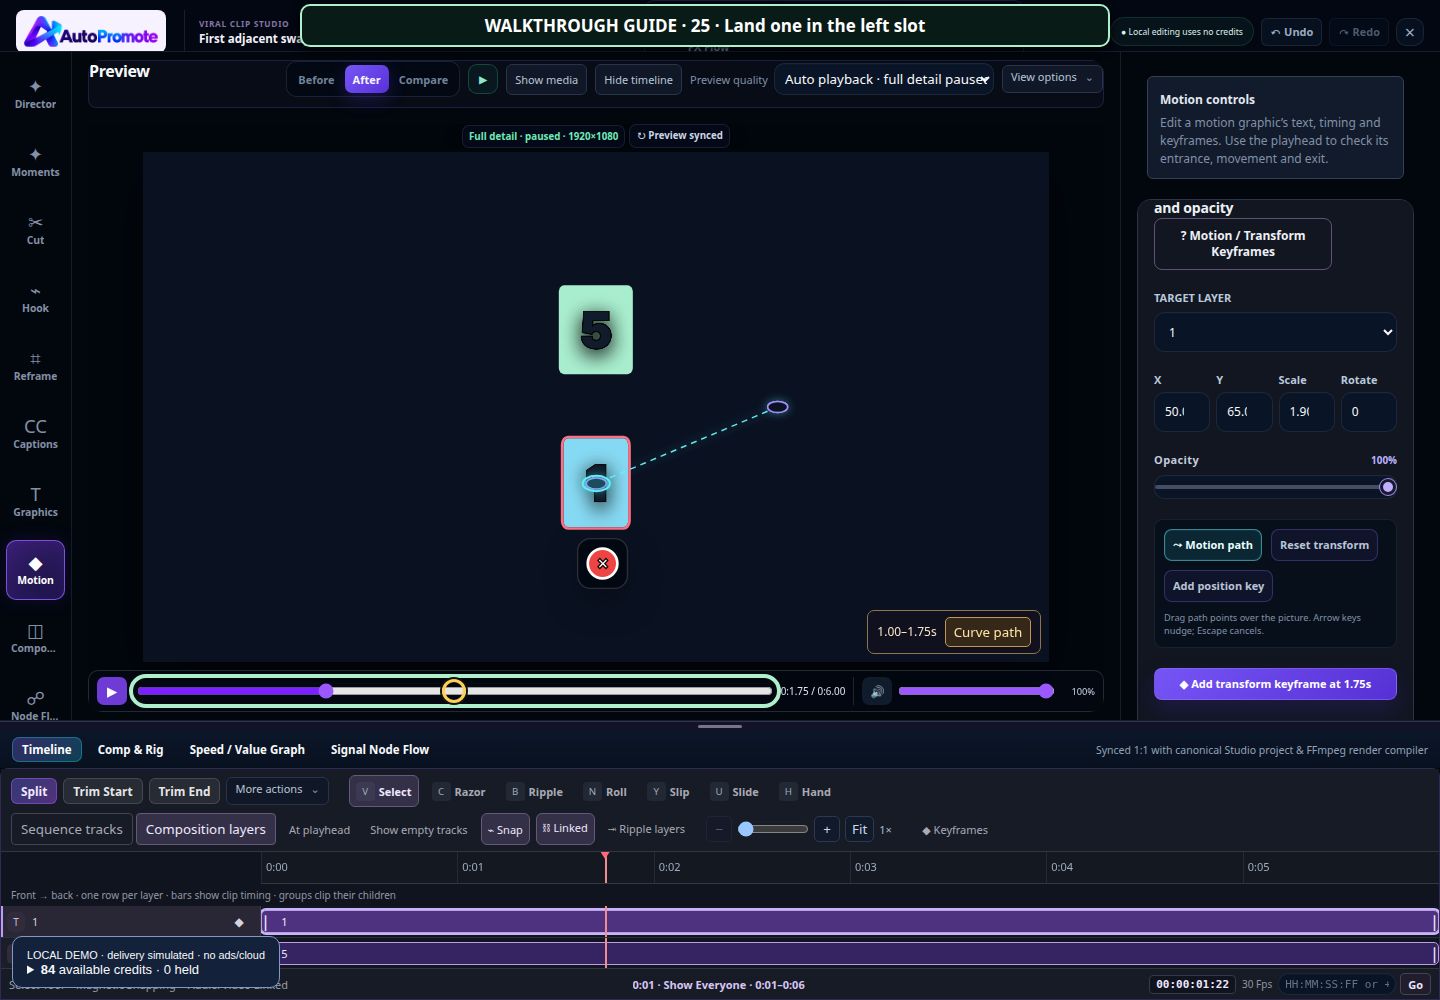 AutoPromote
VIRAL CLIP STUDIO
First adjacent swa
WALKTHROUGH GUIDE · 25 · Land one in the left slot
● Local editing uses no credits
↶ Undo
↷ Redo
✕
Director
Moments
Cut
Hook
Reframe
CC
Captions
T
Graphics
Motion
Compo...
Node Fl...
Preview
Before
After
Compare
Show media
Hide timeline
Preview quality
Auto playback · full detail pause
View options
Full detail · paused · 1920×1080
↻ Preview synced
5
1
1.00–1.75s
Curve path
0:1.75 / 0:6.00
100%
Motion controls
Edit a motion graphic's text, timing and
keyframes. Use the playhead to check its
entrance, movement and exit.
and opacity
? Motion / Transform
Keyframes
TARGET LAYER
1
X
Y
Scale
Rotate
50.
65.
1.9
0
Opacity
100%
⤳ Motion path
Reset transform
Add position key
Drag path points over the picture. Arrow keys
nudge; Escape cancels.
◆ Add transform keyframe at 1.75s
Timeline
Comp & Rig
Speed / Value Graph
Signal Node Flow
Synced 1:1 with canonical Studio project & FFmpeg render compiler
Split
Trim Start
Trim End
More actions
V Select
C Razor
B Ripple
N Roll
Y Slip
U Slide
H Hand
Sequence tracks
Composition layers
At playhead
Show empty tracks
Snap
Linked
⇥ Ripple layers
−
+
Fit
1×
◆ Keyframes
0:00
0:01
0:02
0:03
0:04
0:05
Front → back · one row per layer · bars show clip timing · groups clip their children
T 1
1
5
LOCAL DEMO · delivery simulated · no ads/cloud
84 available credits · 0 held
0:01 · Show Everyone · 0:01–0:06
00:00:01:22
30 Fps
HH:MM:SS:FF or +
Go